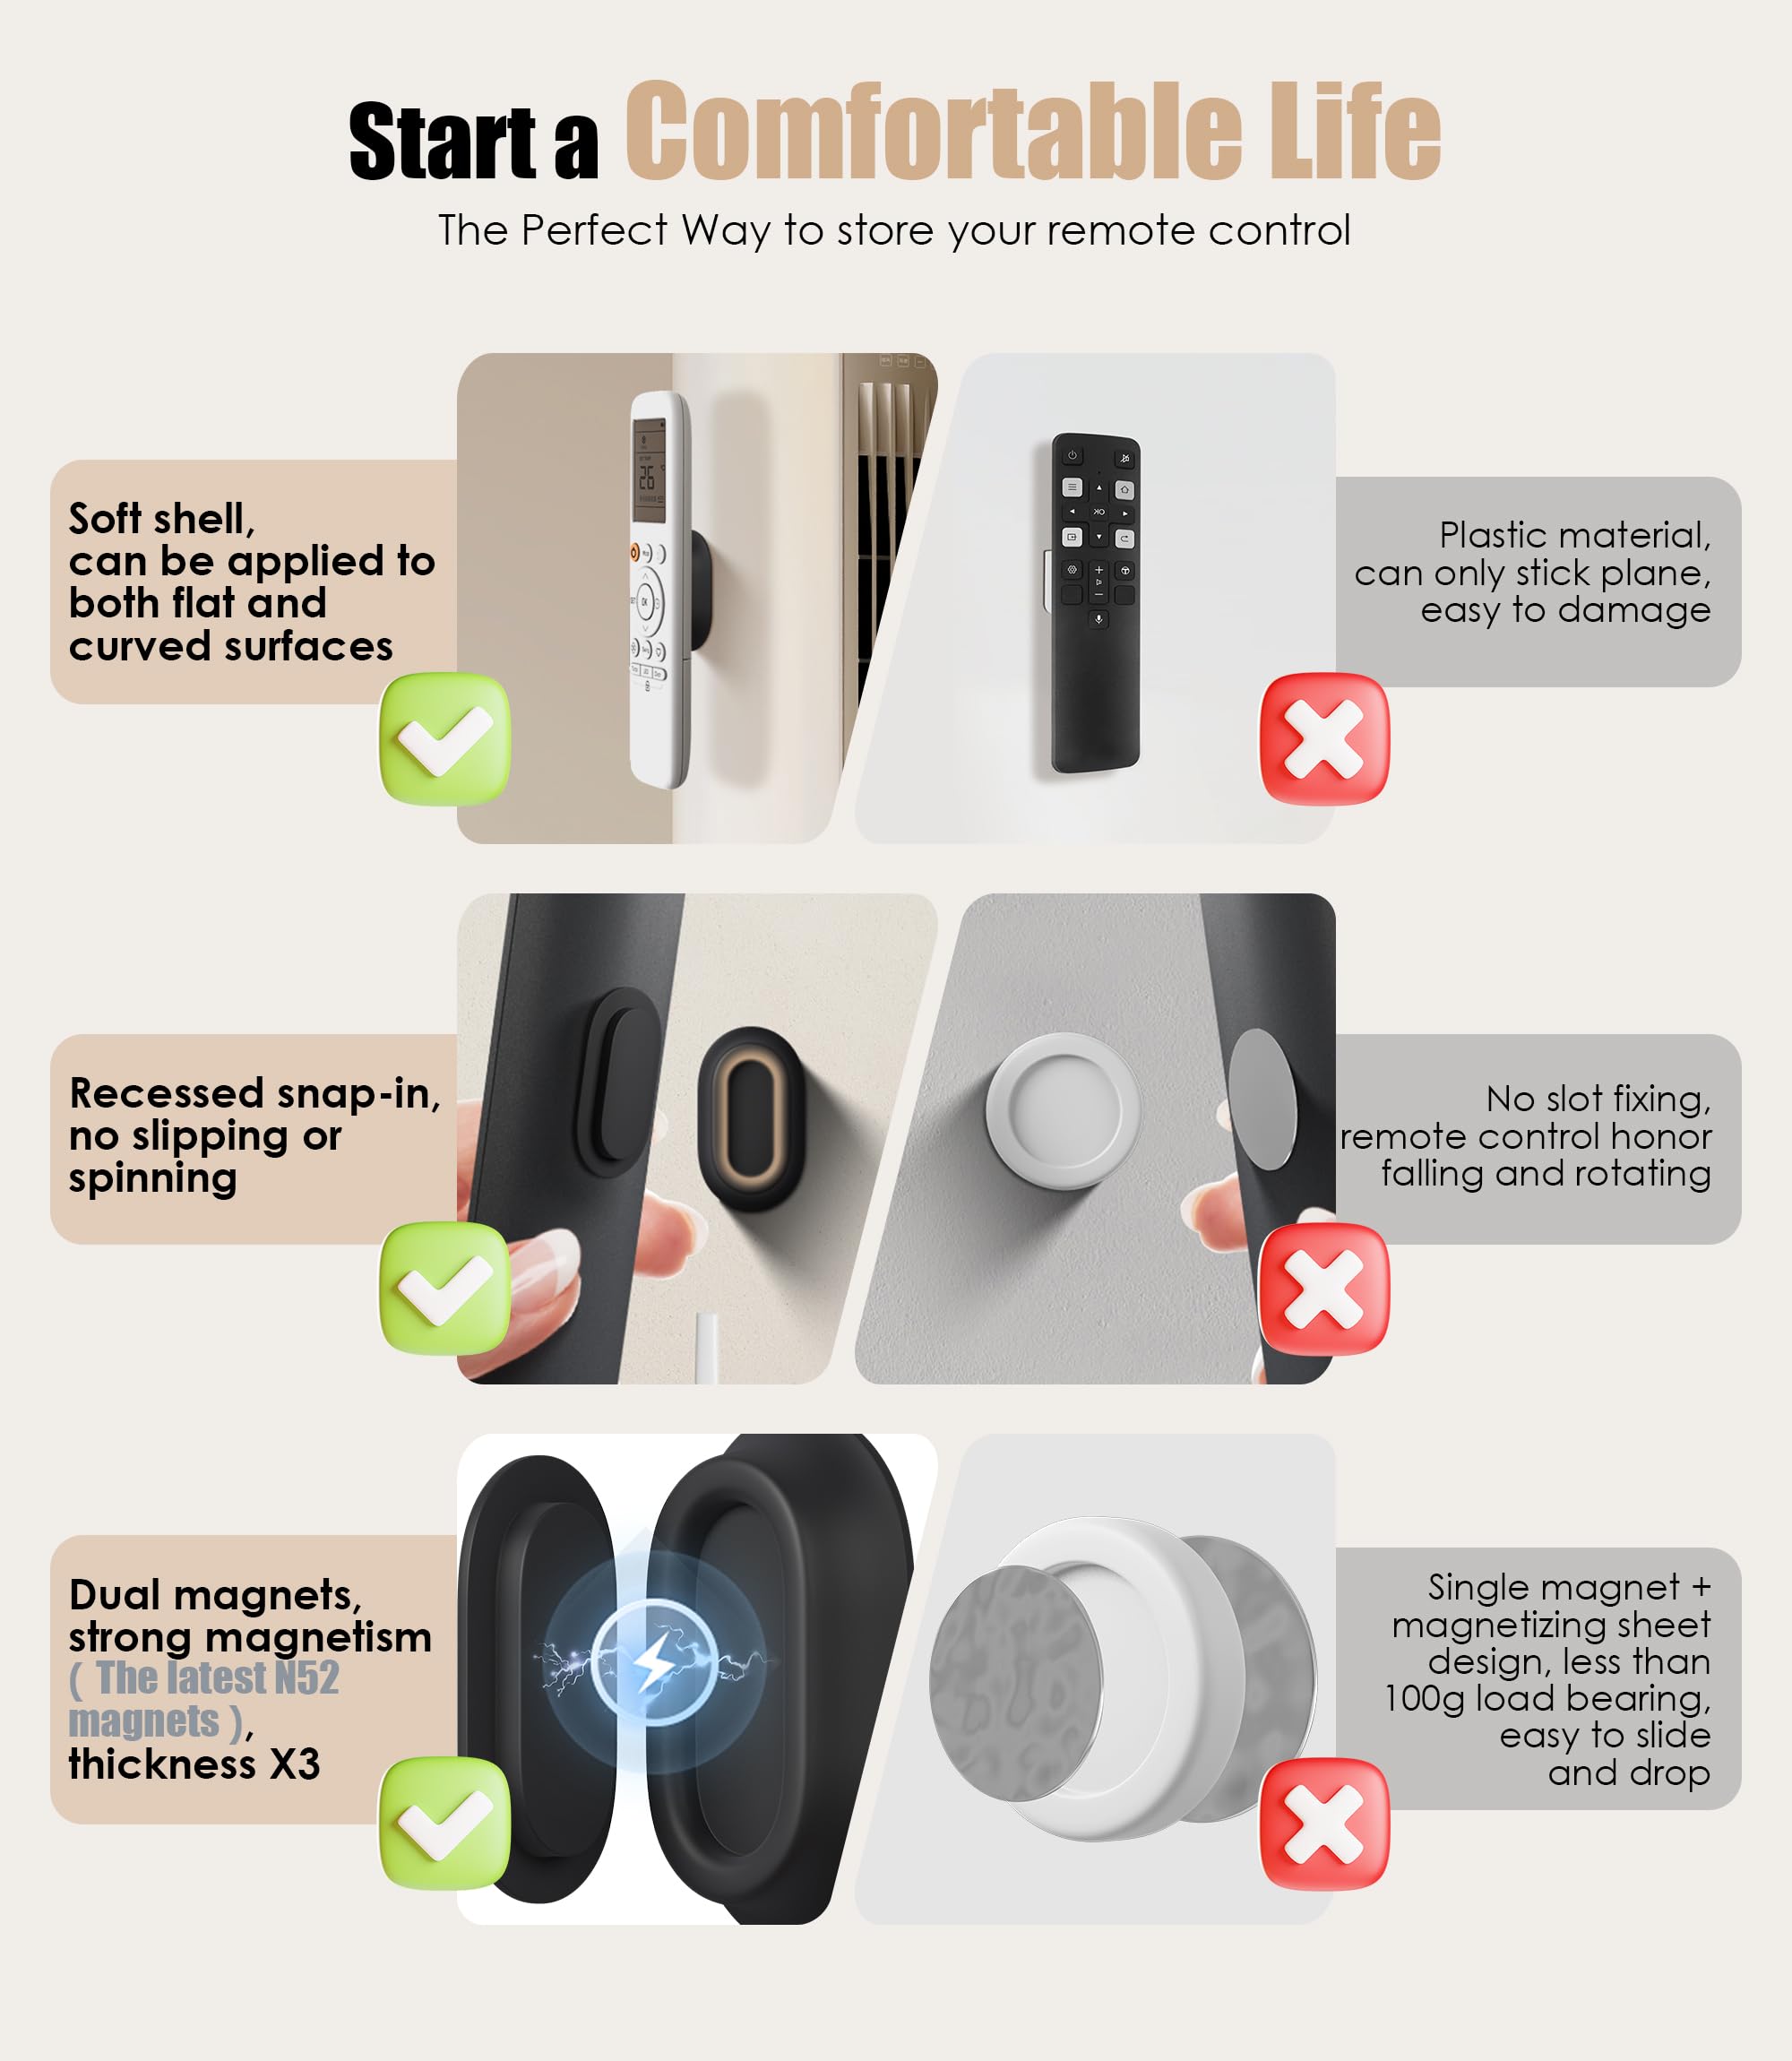 Start a Comfortable Life
The Perfect Way to store your remote control
Soft shell,
can be applied to
both flat and
curved surfaces
26
OK
Plastic material,
can only stick plane,
easy to damage
OK
Recessed snap-in,
no slipping or
spinning
No slot fixing,
remote control honor
falling and rotating
Dual magnets,
strong magnetism
( The latest N52
magnets ),
thickness X3
Single magnet +
magnetizing sheet
design, less than
100g load bearing,
easy to slide
and drop